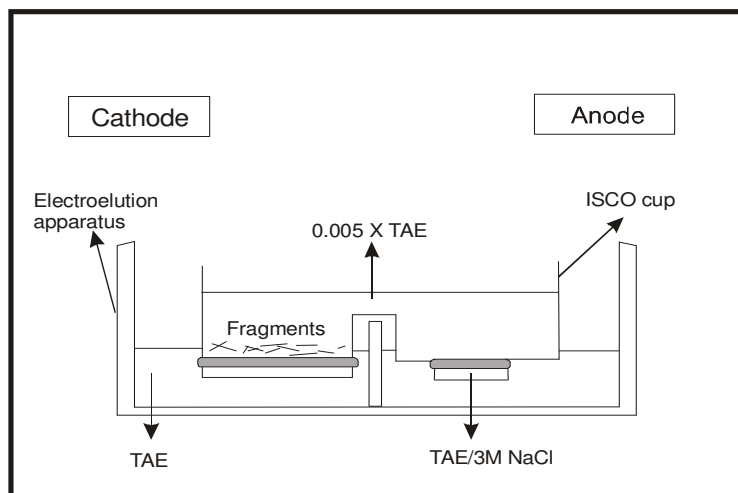 Cathode
Anode
Electroelution
apparatus
ISCO cup
0.005 X TAE
Fragments
TAE
TAE/3M NaCl